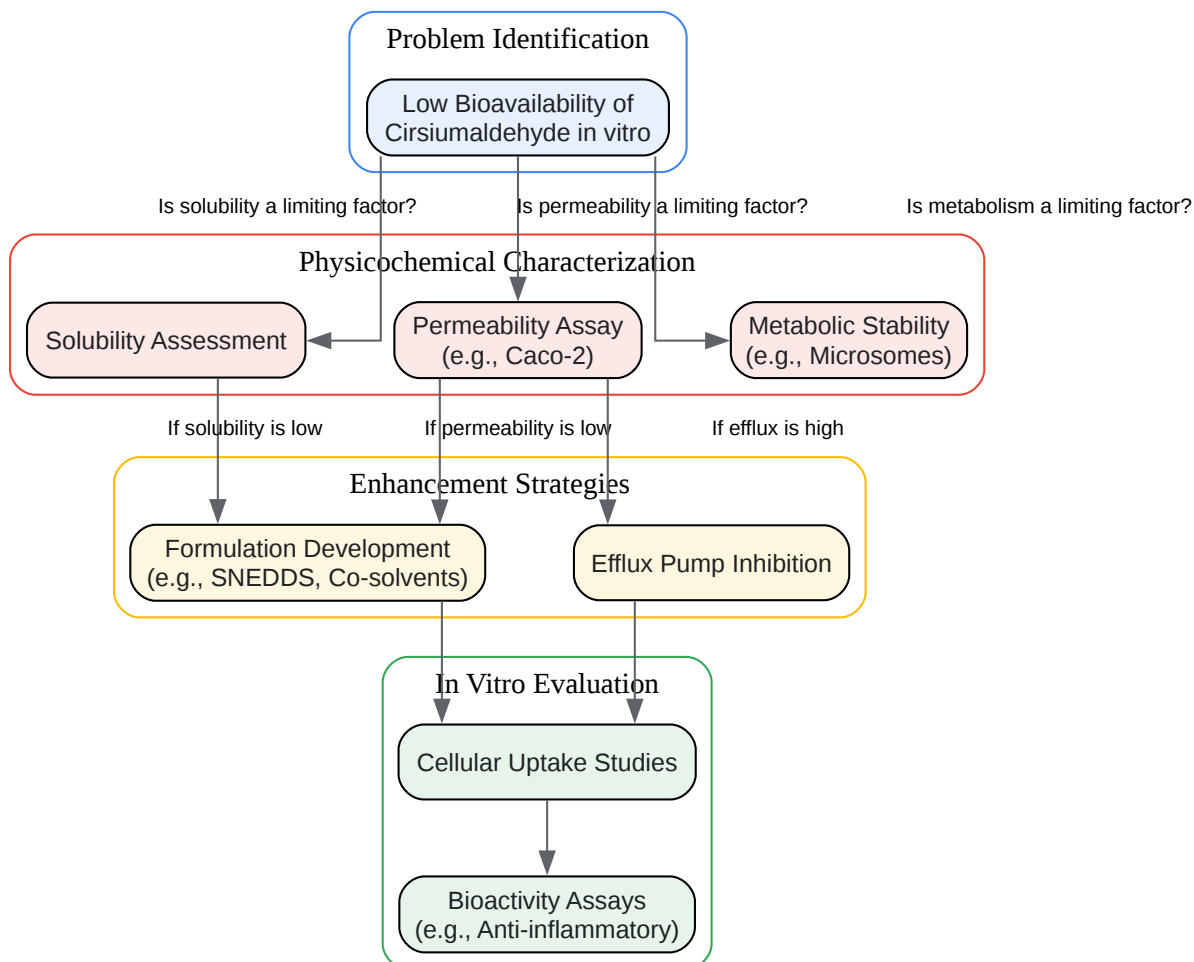 Problem Identification
Low Bioavailability of
Cirsiumaldehyde in vitro
Is solubility a limiting factor?
Is permeability a limiting factor?
Is metabolism a limiting factor?
Physicochemical Characterization
Solubility Assessment
Permeability Assay
(e.g., Caco-2)
Metabolic Stability
(e.g., Microsomes)
If solubility is low
If permeability is low
If efflux is high
Enhancement Strategies
Formulation Development
(e.g., SNEDDS, Co-solvents)
Efflux Pump Inhibition
In Vitro Evaluation
Cellular Uptake Studies
Bioactivity Assays
(e.g., Anti-inflammatory)